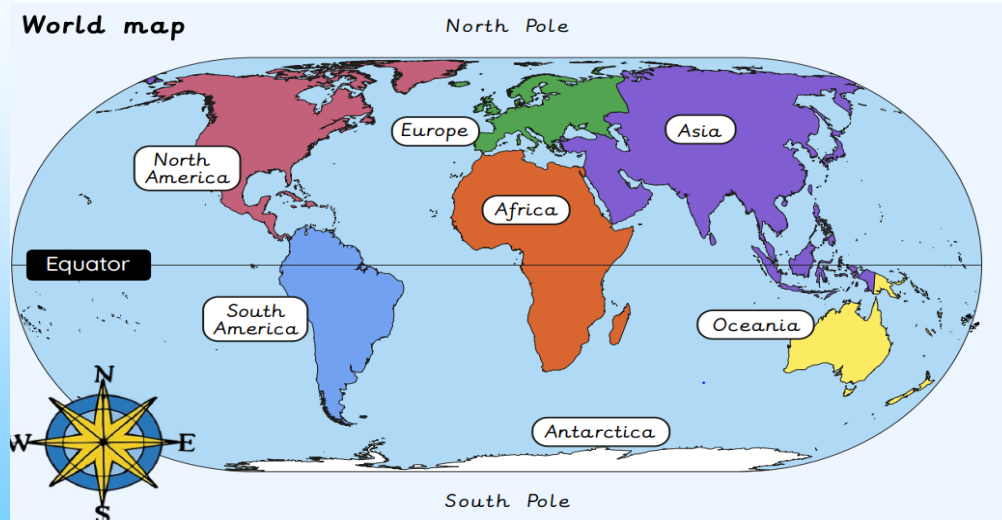 World map
North Pole
Europe
Asia
North
America
Africa
Equator
South
America
Oceania
N
W
E
S
Antarctica
South Pole